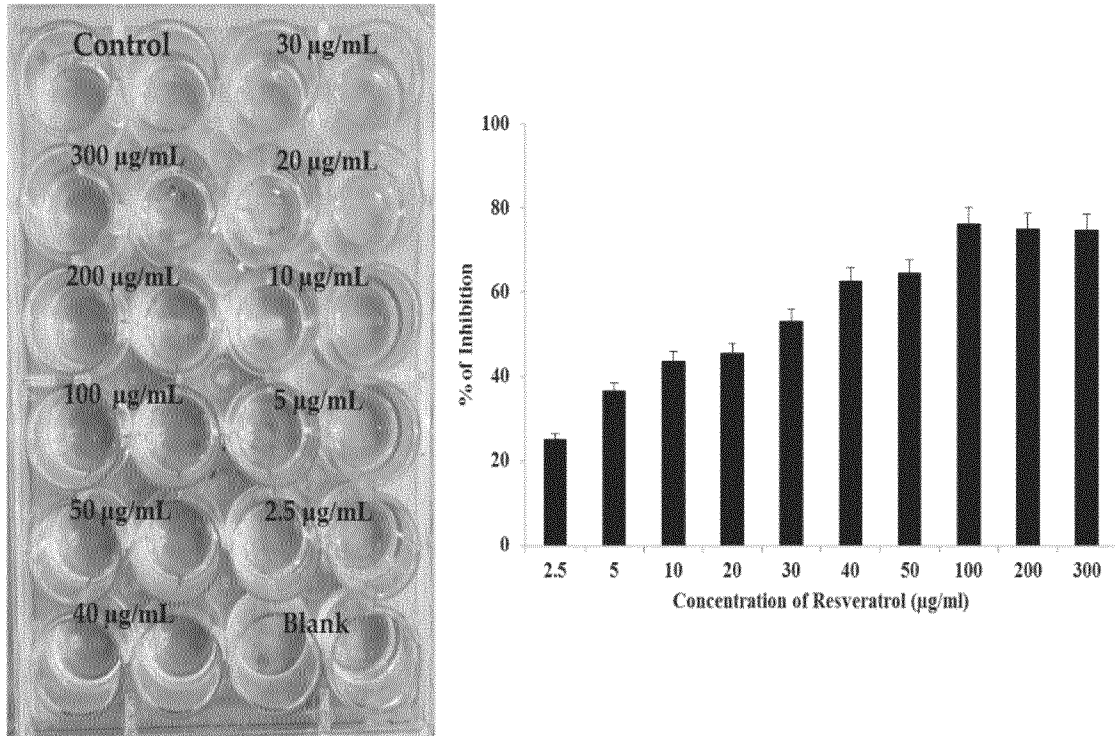 Control
30 µg/mL
300 µg/mL
20 µg/mL
200 µg/mL
10 µg/mL
100 µg/mL
5 µg/mL
50 µg/mL
2.5 µg/mL
40 µg/mL
Blank
% of Inhibition
100
80
60
40
20
0
2.5 5 10 20 30 40 50 100 200 300
Concentration of Resveratrol (µg/ml)